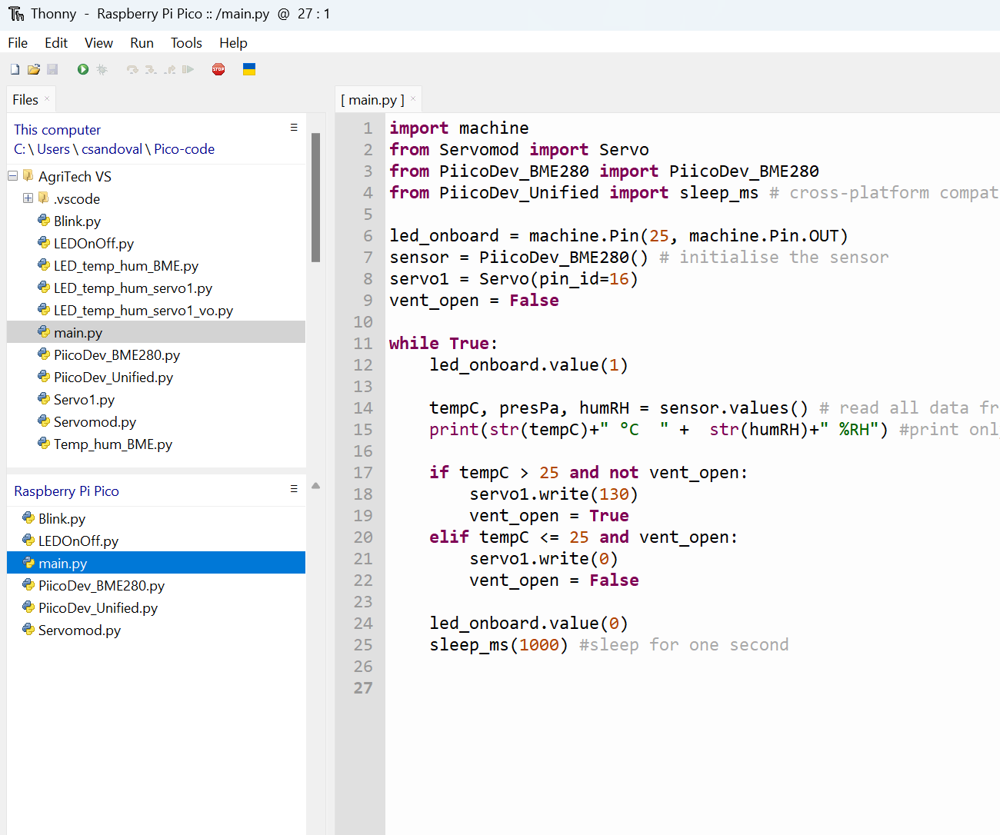 Thonny - Raspberry Pi Pico :: /main.py @ 27 : 1
File Edit View Run Tools Help
STOP
Files ×
[ main.py ] ×
This computer
C: \ Users \ csandoval \ Pico-code
AgriTech VS
.vscode
Blink.py
LEDOnOff.py
LED_temp_hum_BME.py
LED_temp_hum_servo1.py
LED_temp_hum_servo1_vo.py
main.py
PiicoDev_BME280.py
PiicoDev_Unified.py
Servo1.py
Servomod.py
Temp_hum_BME.py
Raspberry Pi Pico
Blink.py
LEDOnOff.py
main.py
PiicoDev_BME280.py
PiicoDev_Unified.py
Servomod.py
1 import machine
2 from Servomod import Servo
3 from PiicoDev_BME280 import PiicoDev_BME280
4 from PiicoDev_Unified import sleep_ms # cross-platform compat
5
6 led_onboard = machine.Pin(25, machine.Pin.OUT)
7 sensor = PiicoDev_BME280() # initialise the sensor
8 servo1 = Servo(pin_id=16)
9 vent_open = False
10
11 while True:
12     led_onboard.value(1)
13
14     tempC, presPa, humRH = sensor.values() # read all data fr
15     print(str(tempC)+" °C  " +  str(humRH)+" %RH") #print onl
16
17     if tempC > 25 and not vent_open:
18         servo1.write(130)
19         vent_open = True
20     elif tempC <= 25 and vent_open:
21         servo1.write(0)
22         vent_open = False
23
24     led_onboard.value(0)
25     sleep_ms(1000) #sleep for one second
26
27